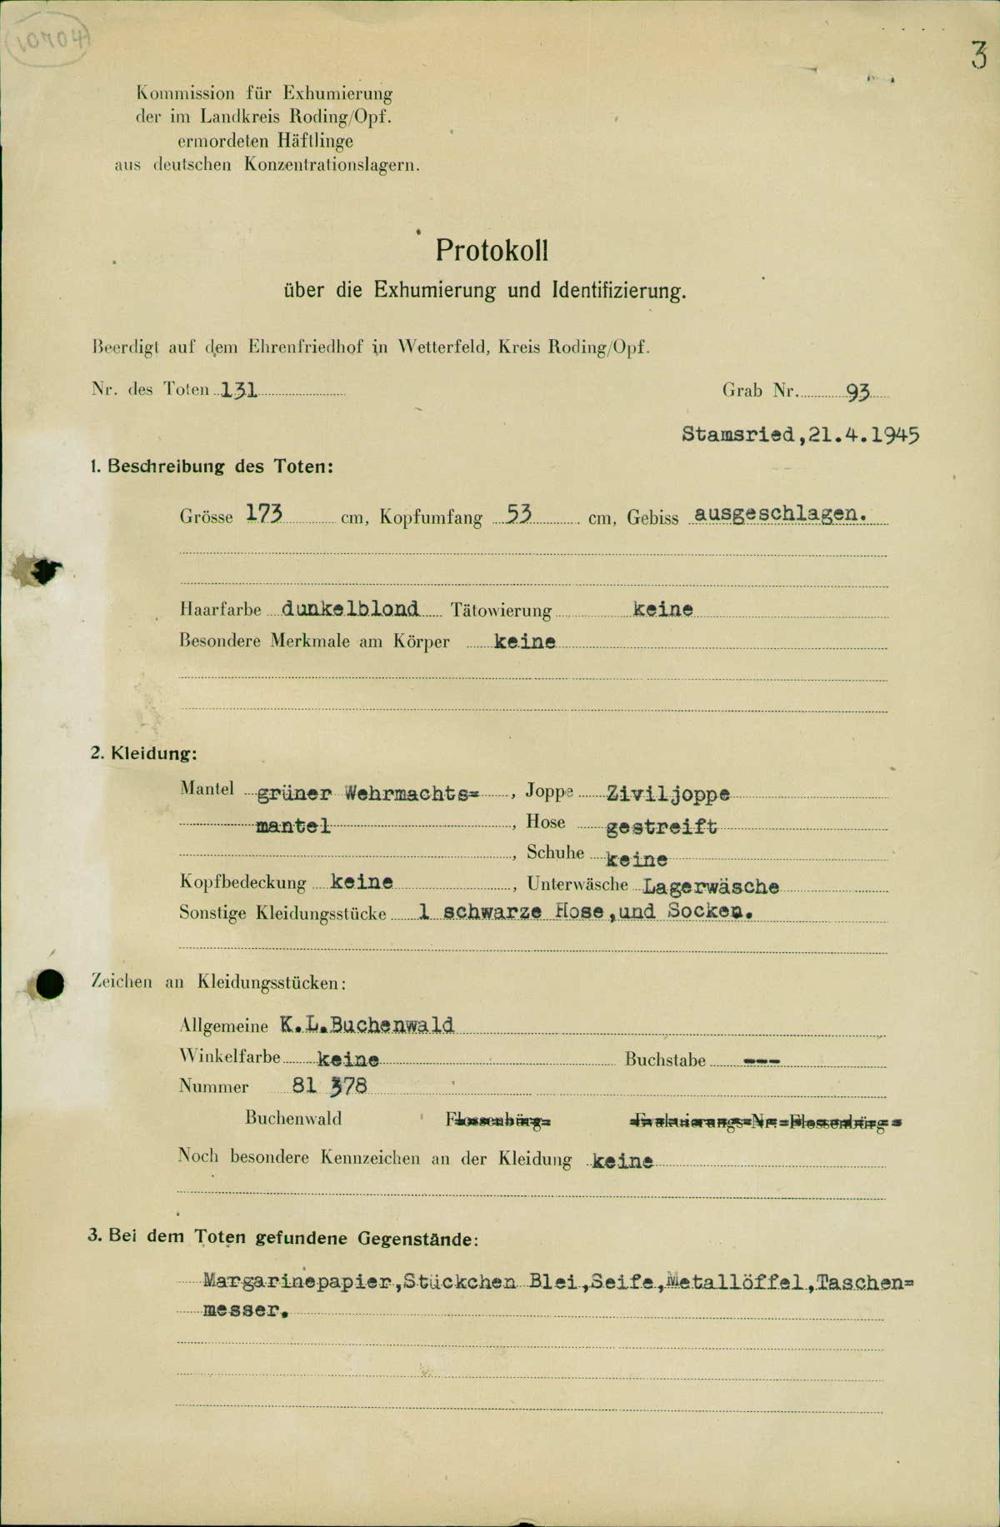 (10704)
3
Kommission für Exhumierung
der im Landkreis Roding/Opf.
ermordeten Häftlinge
aus deutschen Konzentrationslagern.
Protokoll
über die Exhumierung und Identifizierung.
Beerdigt auf dem Ehrenfriedhof in Wetterfeld, Kreis Roding/Opf.
Nr. des Toten 131 Grab Nr. 93
Stamsried,21.4.1945
1. Beschreibung des Toten:
Grösse 173 cm, Kopfumfang 53 cm, Gebiss ausgeschlagen.
Haarfarbe dunkelblond Tätowierung keine
Besondere Merkmale am Körper keine
2. Kleidung:
Mantel grüner Wehrmachts= , Joppe Ziviljoppe
mantel , Hose gestreift
, Schuhe keine
Kopfbedeckung keine , Unterwäsche Lagerwäsche
Sonstige Kleidungsstücke 1 schwarze Hose,und Socken.
Zeichen an Kleidungsstücken:
Allgemeine K.L.Buchenwald
Winkelfarbe keine Buchstabe ---
Nummer 81 378
Buchenwald Flossenbürg Evakuierungs-Nr. Flossenbürg
Noch besondere Kennzeichen an der Kleidung keine
3. Bei dem Toten gefundene Gegenstände:
Margarinepapier,Stückchen Blei,Seife,Metallöffel,Taschen=
messer.